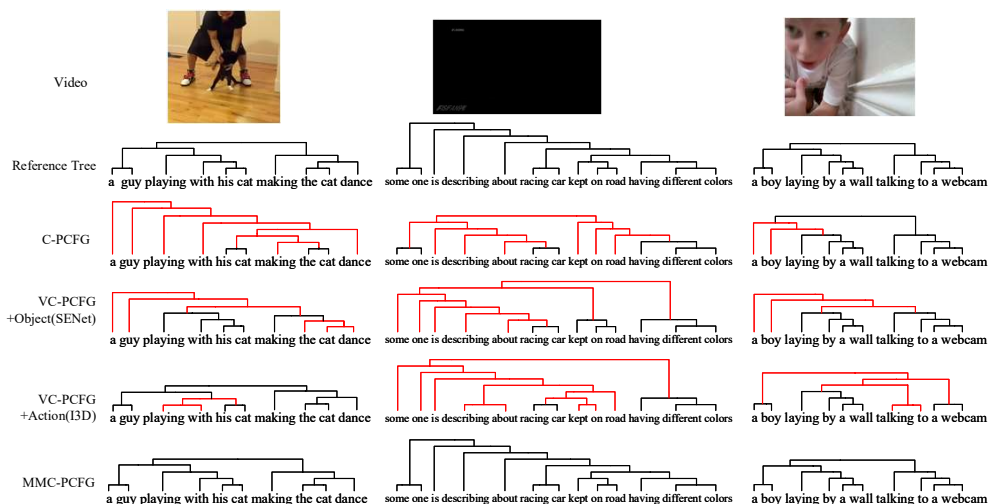 Video
Reference Tree
a guy playing with his cat making the cat dance
some one is describing about racing car kept on road having different colors
a boy laying by a wall talking to a webcam
C-PCFG
a guy playing with his cat making the cat dance
some one is describing about racing car kept on road having different colors
a boy laying by a wall talking to a webcam
VC-PCFG
+Object(SENet)
a guy playing with his cat making the cat dance
some one is describing about racing car kept on road having different colors
a boy laying by a wall talking to a webcam
VC-PCFG
+Action(I3D)
a guy playing with his cat making the cat dance
some one is describing about racing car kept on road having different colors
a boy laying by a wall talking to a webcam
MMC-PCFG
a guy playing with his cat making the cat dance
some one is describing about racing car kept on road having different colors
a boy laying by a wall talking to a webcam